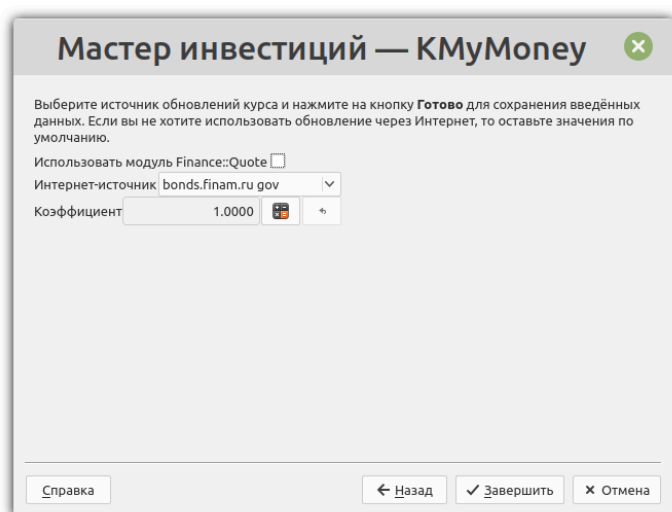 Мастер инвестиций — KMyMoney
Выберите источник обновлений курса и нажмите на кнопку Готово для сохранения введённых
данных. Если вы не хотите использовать обновление через Интернет, то оставьте значения по
умолчанию.
Использовать модуль Finance::Quote
Интернет-источник bonds.finam.ru gov
Коэффициент 1.0000
Справка Назад Завершить Отмена